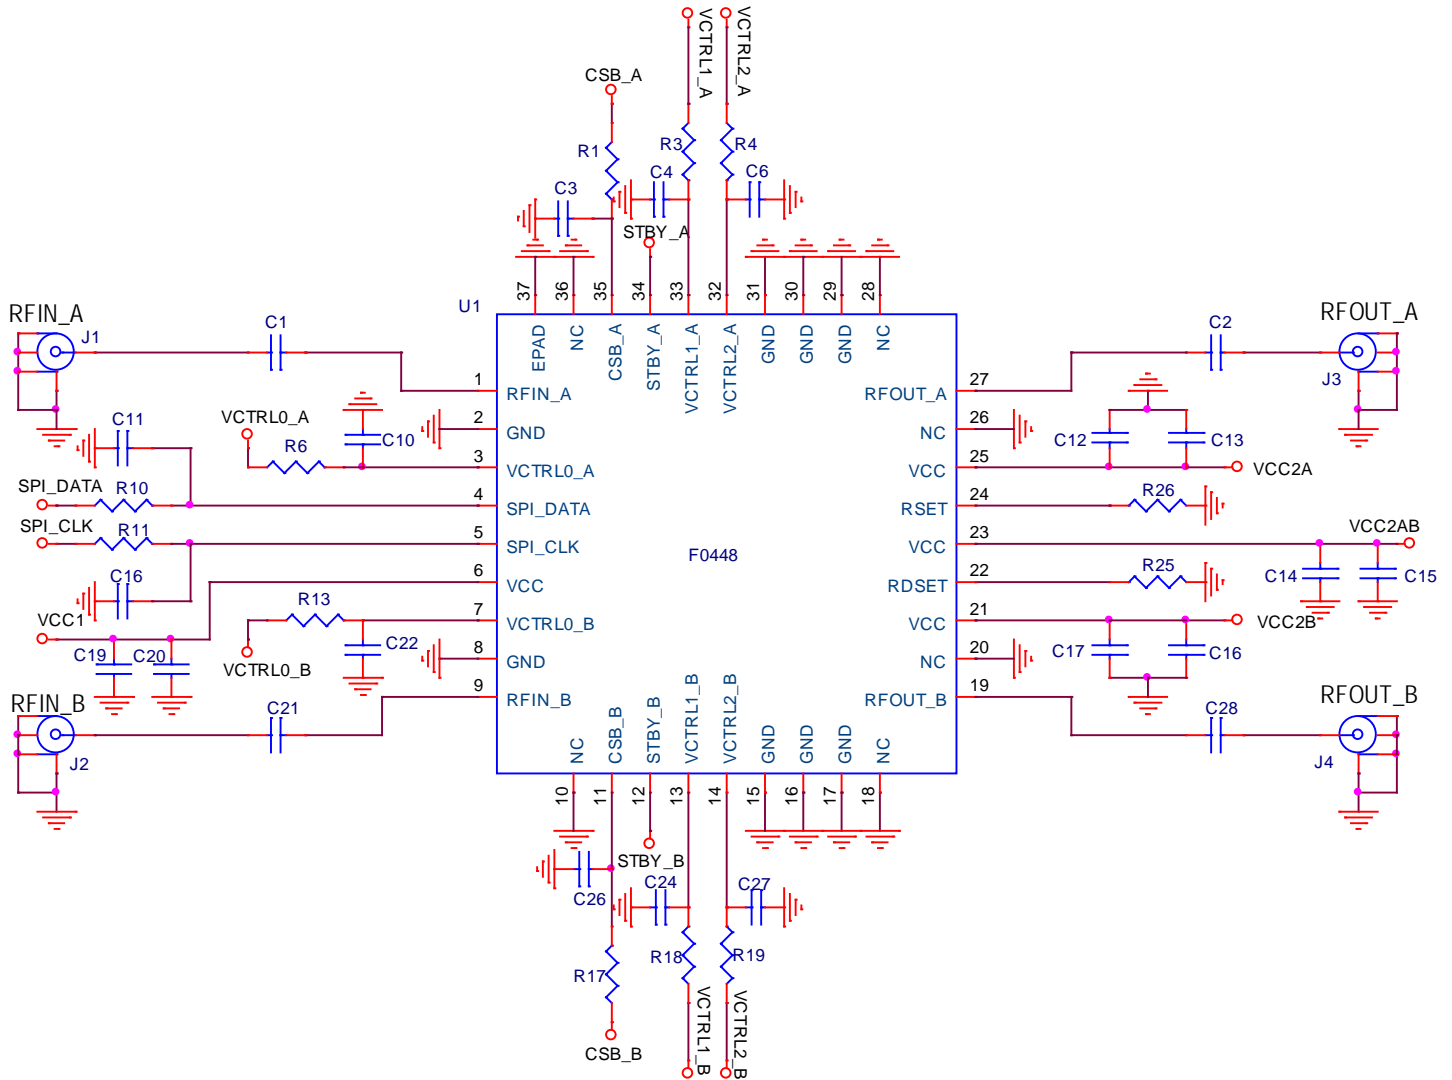 VCTRL1_A
VCTRL2_A
CSB_A
R1
R3
R4
C3
C4
C6
STBY_A
37
36
35
34
33
32
31
30
29
28
U1
EPAD
NC
CSB_A
STBY_A
VCTRL1_A
VCTRL2_A
GND
GND
GND
NC
RFIN_A
J1
C1
1
RFIN_A
2
GND
C11
VCTRL0_A
R6
C10
3
VCTRL0_A
SPI_DATA
R10
4
SPI_DATA
SPI_CLK
R11
5
SPI_CLK
C16
6
VCC
VCC1
R13
7
VCTRL0_B
C19
C20
VCTRL0_B
C22
8
GND
9
RFIN_B
RFIN_B
J2
C21
F0448
RFOUT_A
27
C2
RFOUT_A
J3
NC
26
C12
C13
VCC
25
VCC2A
RSET
24
R26
VCC
23
VCC2AB
C14
C15
RDSET
22
R25
VCC
21
VCC2B
C17
C16
NC
20
RFOUT_B
19
C28
RFOUT_B
J4
NC
CSB_B
STBY_B
VCTRL1_B
VCTRL2_B
GND
GND
GND
NC
10
11
12
13
14
15
16
17
18
STBY_B
C26
C24
C27
R17
R18
R19
CSB_B
VCTRL1_B
VCTRL2_B